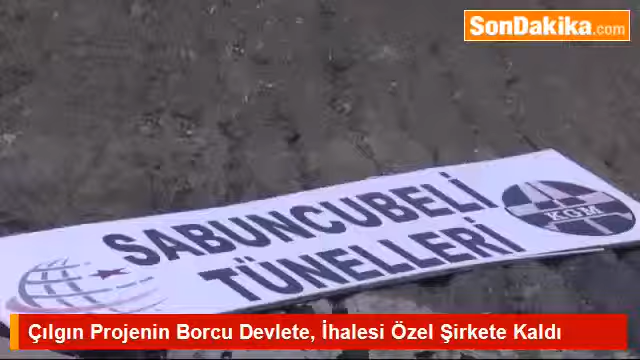 SonDakika.com
SABUNCUBELİ
TÜNELLERİ
KGM
Çılgın Projenin Borcu Devlete, İhalesi Özel Şirkete Kaldı